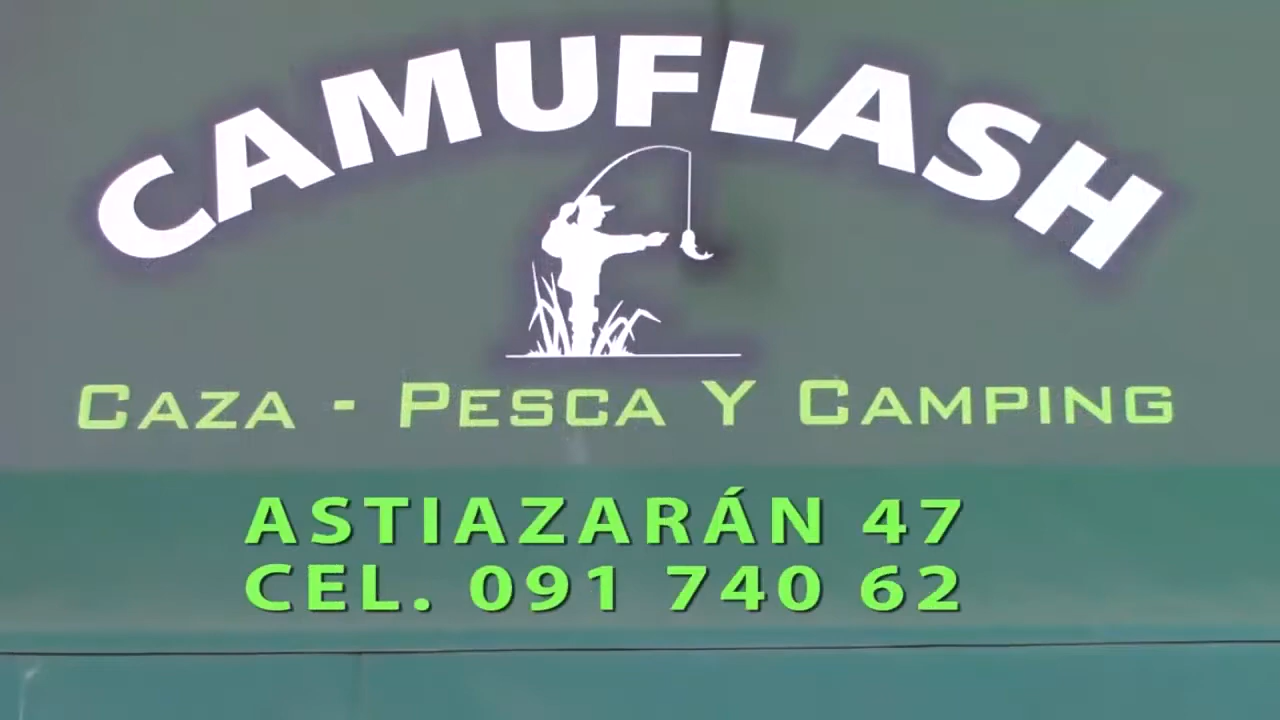 CAMUFLASH
CAZA - PESCA Y CAMPING
ASTIAZARÁN 47
CEL. 091 740 62